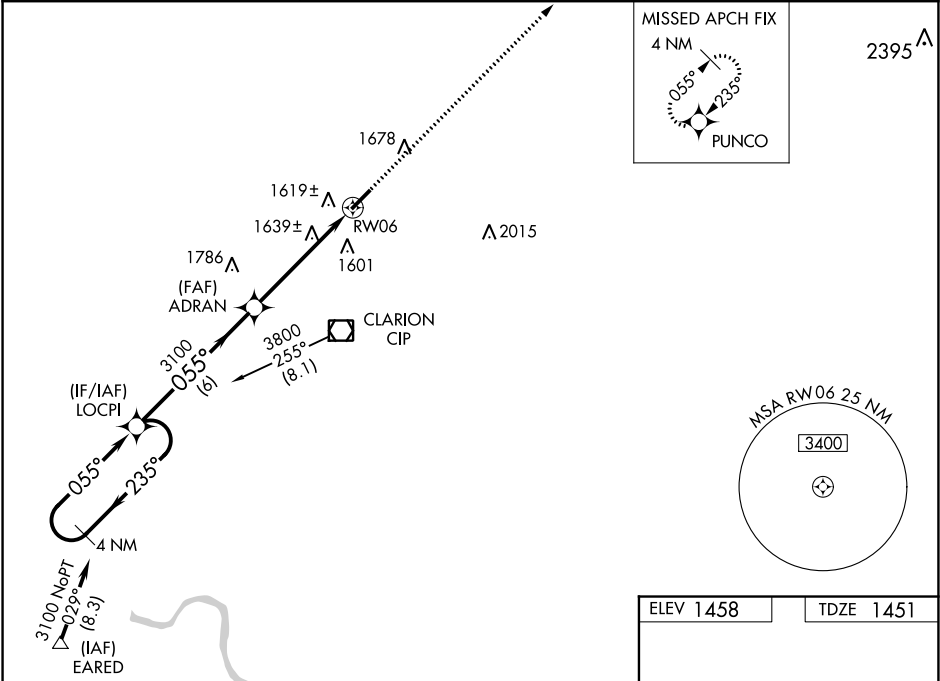 MISSED APCH FIX
4 NM
055°
235°
PUNCO
2395
1678
1619±
RW06
1639±
2015
1601
1786
(FAF)
ADRAN
CLARION
CIP
3800
255°
(8.1)
3100
055°
(6)
(IF/IAF)
LOCPI
MSA RW06 25 NM
3400
055°
235°
4 NM
3100 NoPT
029°
(8.3)
(IAF)
EARED
ELEV 1458
TDZE 1451